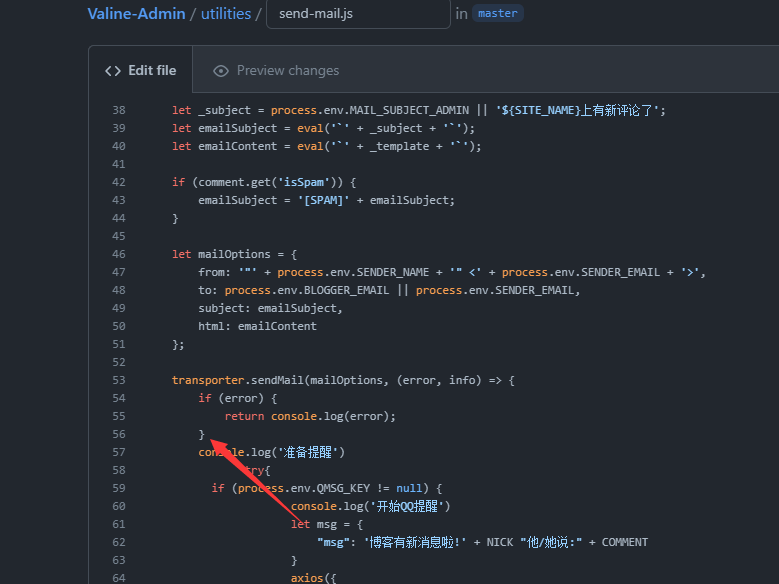 Valine-Admin / utilities / send-mail.js in master
<> Edit file Preview changes
38 let _subject = process.env.MAIL_SUBJECT_ADMIN || '${SITE_NAME}上有新评论了';
39 let emailSubject = eval('`' + _subject + '`');
40 let emailContent = eval('`' + _template + '`');
41
42 if (comment.get('isSpam')) {
43 emailSubject = '[SPAM]' + emailSubject;
44 }
45
46 let mailOptions = {
47 from: '"' + process.env.SENDER_NAME + '" <' + process.env.SENDER_EMAIL + '>',
48 to: process.env.BLOGGER_EMAIL || process.env.SENDER_EMAIL,
49 subject: emailSubject,
50 html: emailContent
51 };
52
53 transporter.sendMail(mailOptions, (error, info) => {
54 if (error) {
55 return console.log(error);
56 }
57 console.log('准备提醒')
58 try{
59 if (process.env.QMSG_KEY != null) {
60 console.log('开始QQ提醒')
61 let msg = {
62 "msg": '博客有新消息啦!' + NICK "他/她说:" + COMMENT
63 }
64 axios({